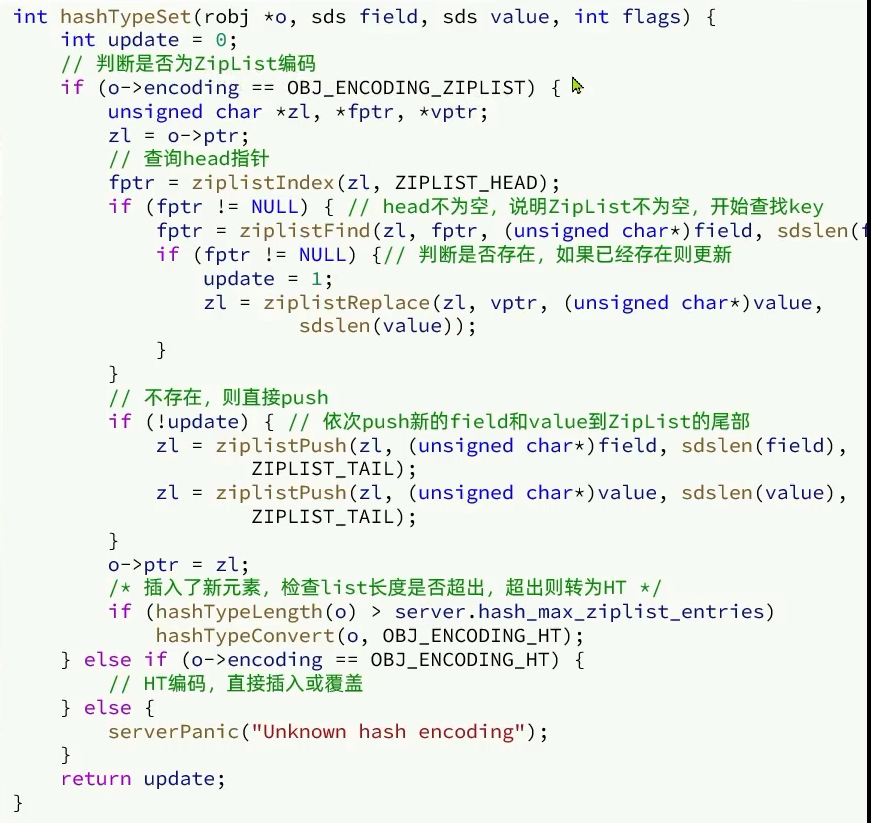 int hashTypeSet(robj *o, sds field, sds value, int flags) {
    int update = 0;
    // 判断是否为ZipList编码
    if (o->encoding == OBJ_ENCODING_ZIPLIST) {
        unsigned char *zl, *fptr, *vptr;
        zl = o->ptr;
        // 查询head指针
        fptr = ziplistIndex(zl, ZIPLIST_HEAD);
        if (fptr != NULL) { // head不为空，说明ZipList不为空，开始查找key
            fptr = ziplistFind(zl, fptr, (unsigned char*)field, sdslen(f
            if (fptr != NULL) {// 判断是否存在，如果已经存在则更新
                update = 1;
                zl = ziplistReplace(zl, vptr, (unsigned char*)value,
                        sdslen(value));
            }
        }
        // 不存在，则直接push
        if (!update) { // 依次push新的field和value到ZipList的尾部
            zl = ziplistPush(zl, (unsigned char*)field, sdslen(field),
                    ZIPLIST_TAIL);
            zl = ziplistPush(zl, (unsigned char*)value, sdslen(value),
                    ZIPLIST_TAIL);
        }
        o->ptr = zl;
        /* 插入了新元素，检查list长度是否超出，超出则转为HT */
        if (hashTypeLength(o) > server.hash_max_ziplist_entries)
            hashTypeConvert(o, OBJ_ENCODING_HT);
    } else if (o->encoding == OBJ_ENCODING_HT) {
        // HT编码，直接插入或覆盖
    } else {
        serverPanic("Unknown hash encoding");
    }
    return update;
}